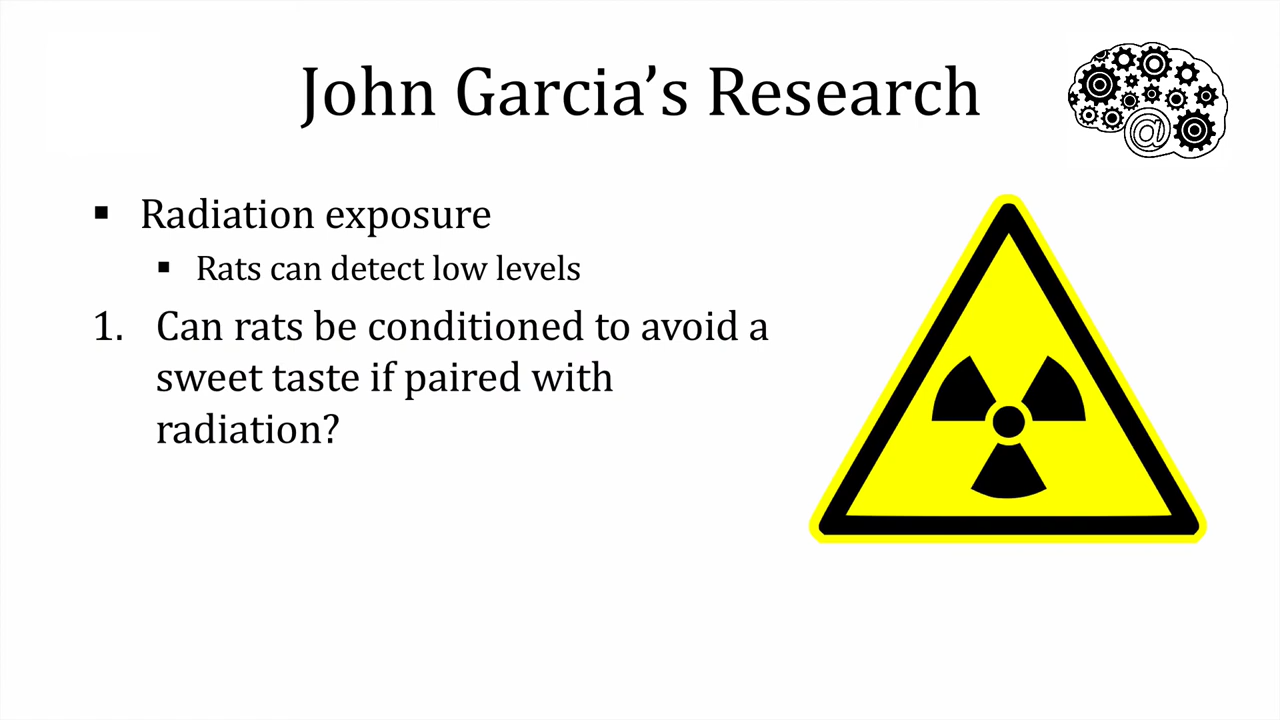 John Garcia’s Research
@
▪ Radiation exposure
▪ Rats can detect low levels
1. Can rats be conditioned to avoid a
sweet taste if paired with
radiation?